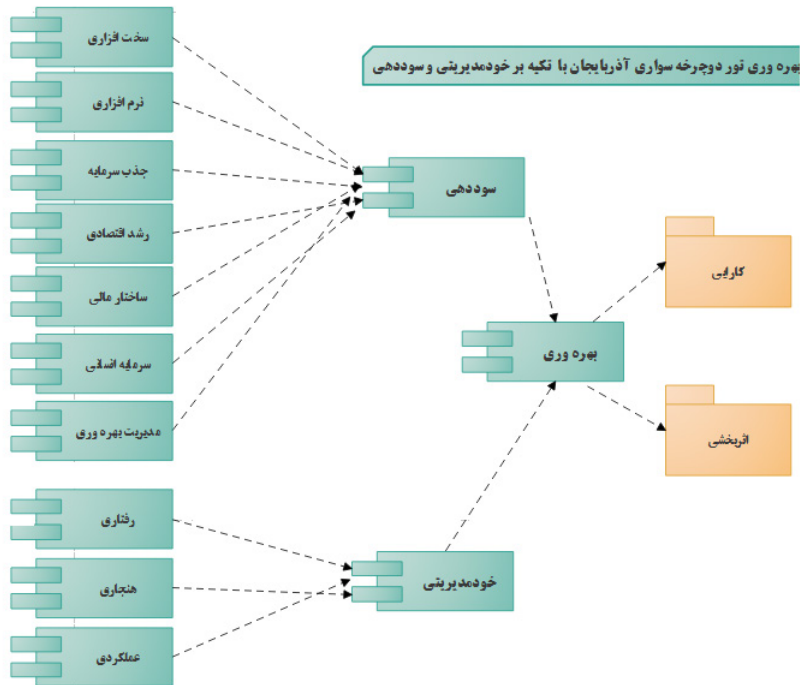 بهره وری تور دوچرخه سواری آذربایجان با تکیه بر خودمدیریتی و سوددهی
سخت افزاری
نرم افزاری
جذب سرمایه
رشد اقتصادی
ساختار مالی
سرمایه انسانی
مدیریت بهره وری
رفتاری
هنجاری
عملکردی
سوددهی
خودمدیریتی
بهره وری
کارایی
اثربخشی